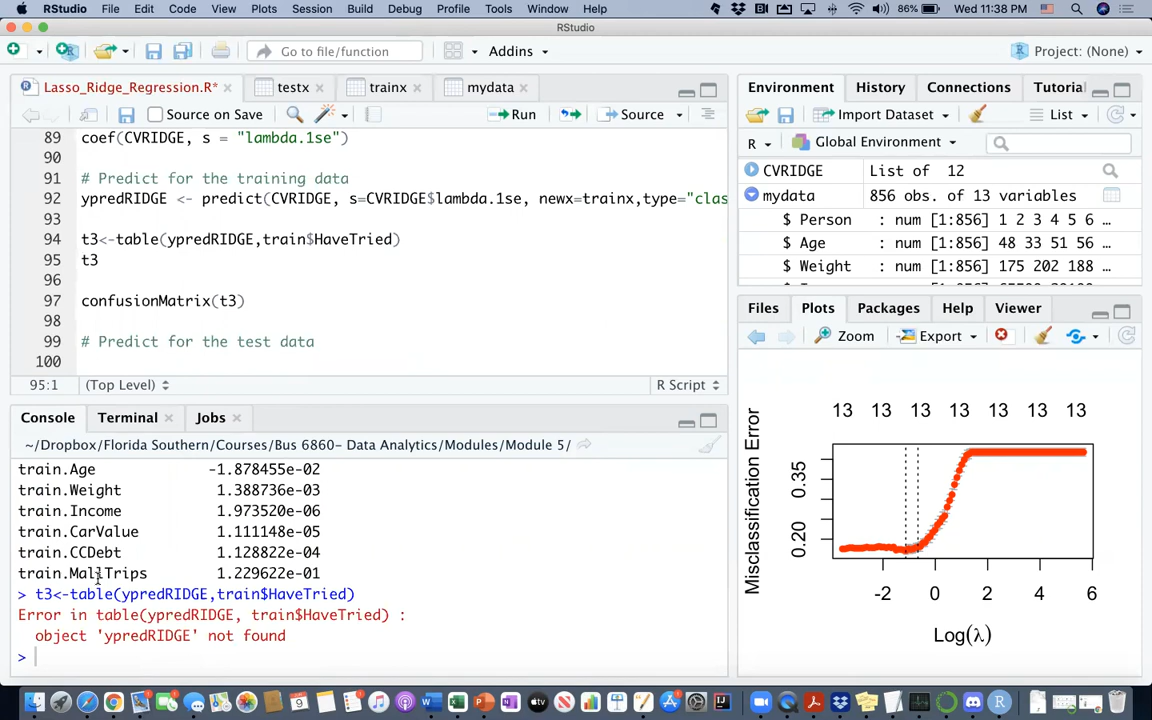 RStudio File Edit Code View Plots Session Build Debug Profile Tools Window Help 86% Wed 11:38 PM
RStudio
Go to file/function Addins Project: (None)
Lasso_Ridge_Regression.R* testx trainx mydata
Source on Save Run Source
89 coef(CVRIDGE, s = "lambda.1se")
90
91 # Predict for the training data
92 ypredRIDGE <- predict(CVRIDGE, s=CVRIDGE$lambda.1se, newx=trainx,type="clas
93
94 t3<-table(ypredRIDGE,train$HaveTried)
95 t3
96
97 confusionMatrix(t3)
98
99 # Predict for the test data
100
95:1 (Top Level) R Script
Console Terminal Jobs
~/Dropbox/Florida Southern/Courses/Bus 6860- Data Analytics/Modules/Module 5/
train.Age -1.878455e-02
train.Weight 1.388736e-03
train.Income 1.973520e-06
train.CarValue 1.111148e-05
train.CCDebt 1.128822e-04
train.MallTrips 1.229622e-01
> t3<-table(ypredRIDGE,train$HaveTried)
Error in table(ypredRIDGE, train$HaveTried) :
object 'ypredRIDGE' not found
>
Environment History Connections Tutoria
Import Dataset List
R Global Environment
CVRIDGE List of 12
mydata 856 obs. of 13 variables
$ Person : num [1:856] 1 2 3 4 5 6 …
$ Age : num [1:856] 48 33 51 56 …
$ Weight : num [1:856] 175 202 188 …
Files Plots Packages Help Viewer
Zoom Export
13 13 13 13 13 13 13
Misclassification Error
0.35
0.20
-2 0 2 4 6
Log(λ)